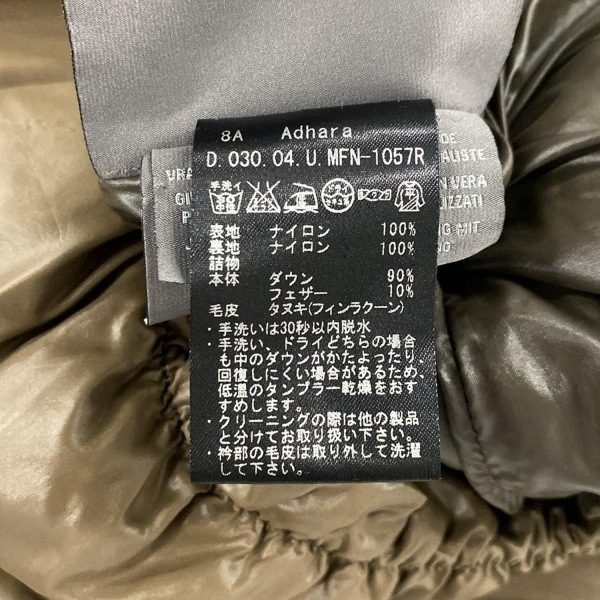 8A Adhara
D. 030. 04. U. MFN-1057R
手洗イ
表地 ナイロン 100%
裏地 ナイロン 100%
詰物
本体 ダウン 90%
フェザー 10%
毛皮 タヌキ(フィンラクーン)
・手洗いは30秒以内脱水
・手洗い、ドライどちらの場合
も中のダウンがかたよったり
回復しにくい場合があるため、
低温のタンブラー乾燥をおす
すめします。
・クリーニングの際は他の製品
と分けてお取り扱い下さい。
・衿部の毛皮は取り外して洗濯
して下さい。
DE
ALISTE
VERA
LIZZATI
MIT